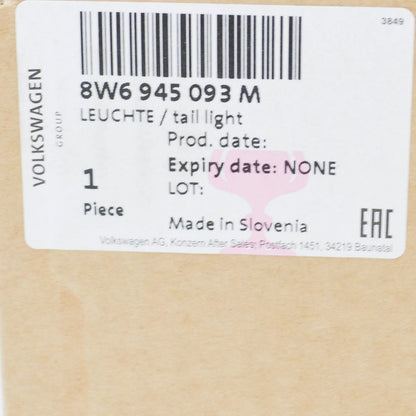 3849
VOLKSWAGEN
GROUP
8W6 945 093 M
LEUCHTE / tail light
Prod. date:
Expiry date: NONE
1
LOT:
Piece
Made in Slovenia
EAC
Volkswagen AG, Konzern After Sales; Postfach 1451, 34219 Baunatal